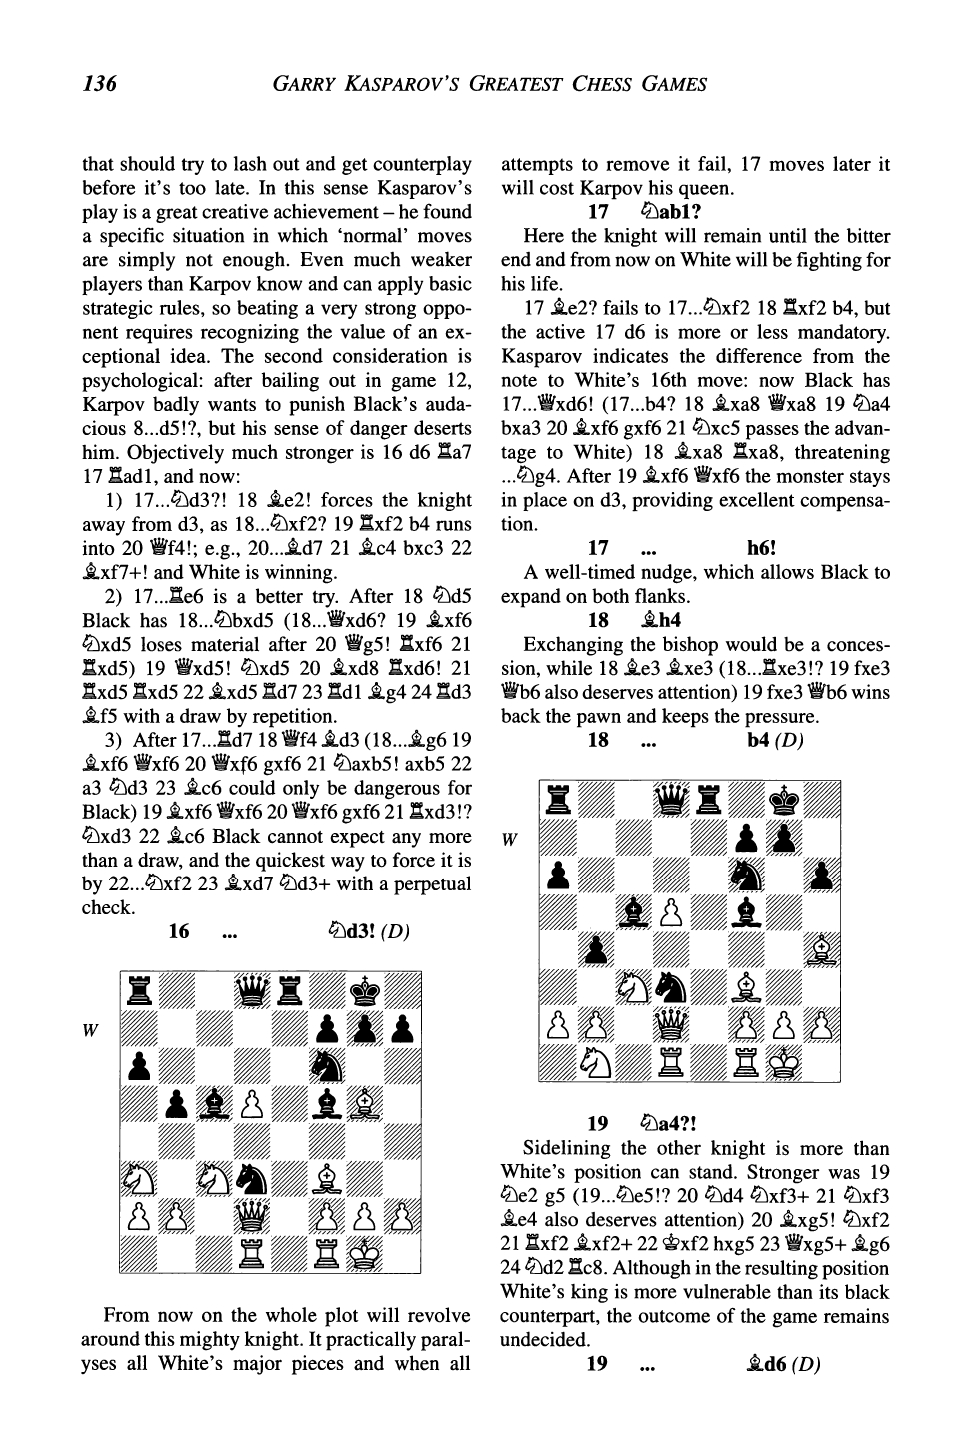 136
GARRY KASPAROV'S GREATEST CHESS GAMES
that should try to lash out and get counterplay
before it's too late. In this sense Kasparov's
play is a great creative achievement – he found
a specific situation in which 'normal' moves
are simply not enough. Even much weaker
players than Karpov know and can apply basic
strategic rules, so beating a very strong oppo-
nent requires recognizing the value of an ex-
ceptional idea. The second consideration is
psychological: after bailing out in game 12,
Karpov badly wants to punish Black's auda-
cious 8...d5!?, but his sense of danger deserts
him. Objectively much stronger is 16 d6 ♖a7
17 ♖ad1, and now:
1) 17...♘d3?! 18 ♗e2! forces the knight
away from d3, as 18...♘xf2? 19 ♖xf2 b4 runs
into 20 ♕f4!; e.g., 20...♗d7 21 ♗c4 bxc3 22
♗xf7+! and White is winning.
2) 17...♖e6 is a better try. After 18 ♘d5
Black has 18...♘bxd5 (18...♕xd6? 19 ♗xf6
♘xd5 loses material after 20 ♕g5! ♖xf6 21
♖xd5) 19 ♕xd5! ♘xd5 20 ♗xd8 ♖xd6! 21
♖xd5 ♖xd5 22 ♗xd5 ♖d7 23 ♖d1 ♗g4 24 ♖d3
♗f5 with a draw by repetition.
3) After 17...♖d7 18 ♕f4 ♗d3 (18...♗g6 19
♗xf6 ♕xf6 20 ♕xf6 gxf6 21 ♘axb5! axb5 22
a3 ♘d3 23 ♗c6 could only be dangerous for
Black) 19 ♗xf6 ♕xf6 20 ♕xf6 gxf6 21 ♖xd3!?
♘xd3 22 ♗c6 Black cannot expect any more
than a draw, and the quickest way to force it is
by 22...♘xf2 23 ♗xd7 ♘d3+ with a perpetual
check.
16 ... ♘d3! (D)
W
From now on the whole plot will revolve
around this mighty knight. It practically paral-
yses all White's major pieces and when all
attempts to remove it fail, 17 moves later it
will cost Karpov his queen.
17 ♘ab1?
Here the knight will remain until the bitter
end and from now on White will be fighting for
his life.
17 ♗e2? fails to 17...♘xf2 18 ♖xf2 b4, but
the active 17 d6 is more or less mandatory.
Kasparov indicates the difference from the
note to White's 16th move: now Black has
17...♕xd6! (17...b4? 18 ♗xa8 ♕xa8 19 ♘a4
bxa3 20 ♗xf6 gxf6 21 ♘xc5 passes the advan-
tage to White) 18 ♗xa8 ♖xa8, threatening
...♘g4. After 19 ♗xf6 ♕xf6 the monster stays
in place on d3, providing excellent compensa-
tion.
17 ... h6!
A well-timed nudge, which allows Black to
expand on both flanks.
18 ♗h4
Exchanging the bishop would be a conces-
sion, while 18 ♗e3 ♗xe3 (18...♖xe3!? 19 fxe3
♕b6 also deserves attention) 19 fxe3 ♕b6 wins
back the pawn and keeps the pressure.
18 ... b4 (D)
W
19 ♘a4?!
Sidelining the other knight is more than
White's position can stand. Stronger was 19
♘e2 g5 (19...♘e5!? 20 ♘d4 ♘xf3+ 21 ♘xf3
♗e4 also deserves attention) 20 ♗xg5! ♘xf2
21 ♖xf2 ♗xf2+ 22 ♔xf2 hxg5 23 ♕xg5+ ♗g6
24 ♘d2 ♖c8. Although in the resulting position
White's king is more vulnerable than its black
counterpart, the outcome of the game remains
undecided.
19 ... ♗d6 (D)